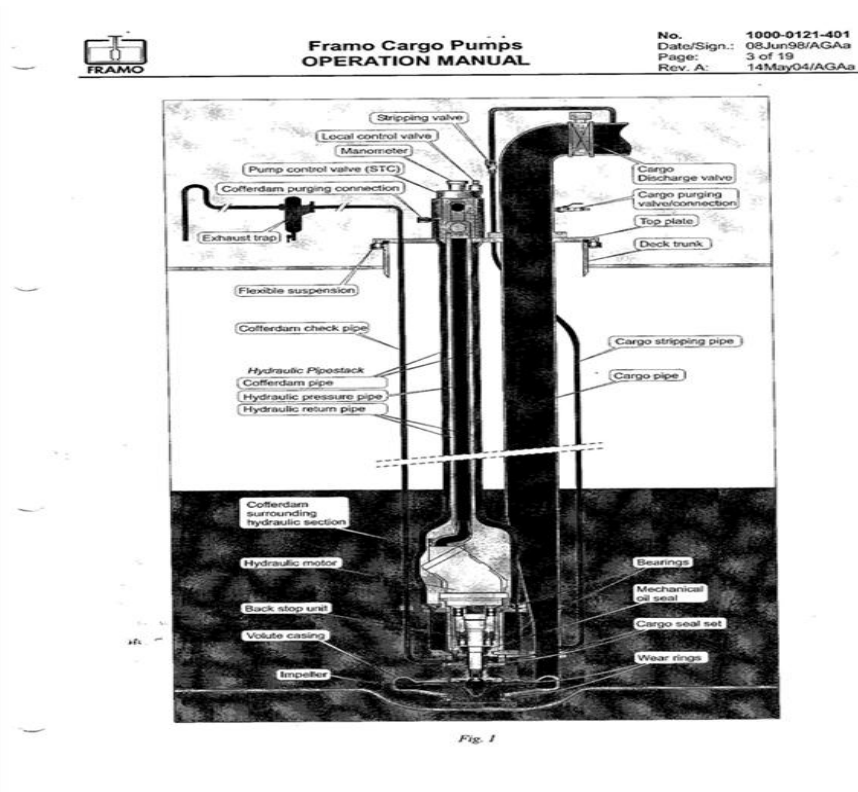 FRAMO
Framo Cargo Pumps
OPERATION MANUAL
No. 1000-0121-401
Date/Sign.: 08Jun98/AGAa
Page: 3 of 19
Rev. A: 14May04/AGAa
Stripping valve
Local control valve
Manometer
Pump control valve (STC)
Cofferdam purging connection
Exhaust trap
Flexible suspension
Cargo
Discharge valve
Cargo purging
valve/connection
Top plate
Deck trunk
Cofferdam check pipe
Hydraulic Pipestack
Cofferdam pipe
Hydraulic pressure pipe
Hydraulic return pipe
Cargo stripping pipe
Cargo pipe
Cofferdam
surrounding
hydraulic section
Hydraulic motor
Back stop unit
Volute casing
Impeller
Bearings
Mechanical
oil seal
Cargo seal set
Wear rings
Fig. 1